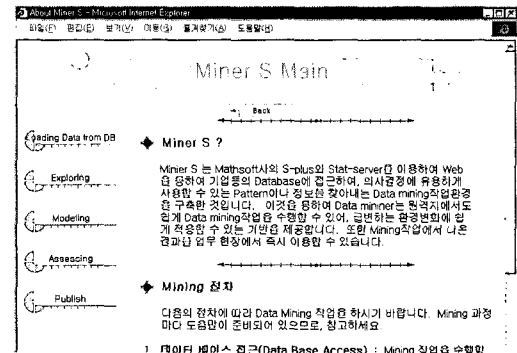 About Miner S - Microsoft Internet Explorer
파일(F) 편집(E) 보기(V) 이동(G) 즐겨찾기(A) 도움말(H)
Miner S Main
Back
Loading Data from DB
Exploring
Modeling
Assessing
Publish
Miner S ?
Miner S 는 Mathsoft사의 S-plus와 Stat-server를 이용하여 Web
을 통하여 기업들의 Database에 접근하여, 의사결정에 유용하게
사용할 수 있는 Pattern이나 정보를 찾아내는 Data mining작업환경
을 구축한 것입니다. 이것을 통하여 Data miner는 원격지에서도
쉽게 Data mining작업을 수행할 수 있어, 급변하는 환경변화에 쉽
게 적응할 수 있는 기반을 제공합니다. 또한 Mining작업에서 나온
결과를 업무 현장에서 즉시 이용할 수 있습니다.
Mining 절차
다음의 절차에 따라 Data Mining 작업을 하시기 바랍니다. Mining 과정
마다 도움말이 준비되어 있으므로, 참고하세요.
1. 데이터 베이스 접근(Data Base Access) : Mining 작업을 수행할